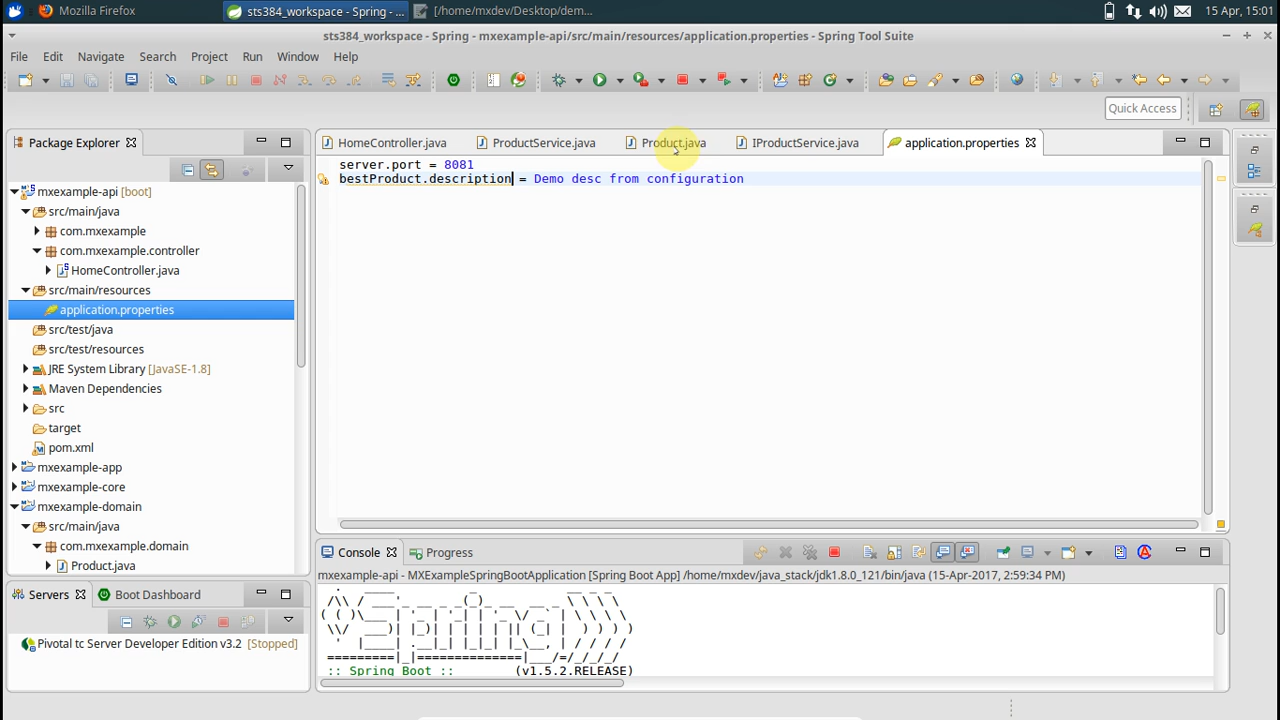 Mozilla Firefox
sts384_workspace - Spring - ...
[/home/mxdev/Desktop/dem...
15 Apr, 15:01
sts384_workspace - Spring - mxexample-api/src/main/resources/application.properties - Spring Tool Suite
File Edit Navigate Search Project Run Window Help
Quick Access
Package Explorer
HomeController.java
ProductService.java
Product.java
IProductService.java
application.properties
server.port = 8081
bestProduct.description = Demo desc from configuration
mxexample-api [boot]
src/main/java
com.mxexample
com.mxexample.controller
HomeController.java
src/main/resources
application.properties
src/test/java
src/test/resources
JRE System Library [JavaSE-1.8]
Maven Dependencies
src
target
pom.xml
mxexample-app
mxexample-core
mxexample-domain
src/main/java
com.mxexample.domain
Product.java
Servers
Boot Dashboard
Pivotal tc Server Developer Edition v3.2 [Stopped]
Console
Progress
mxexample-api - MXExampleSpringBootApplication [Spring Boot App] /home/mxdev/java_stack/jdk1.8.0_121/bin/java (15-Apr-2017, 2:59:34 PM)
:: Spring Boot :: (v1.5.2.RELEASE)